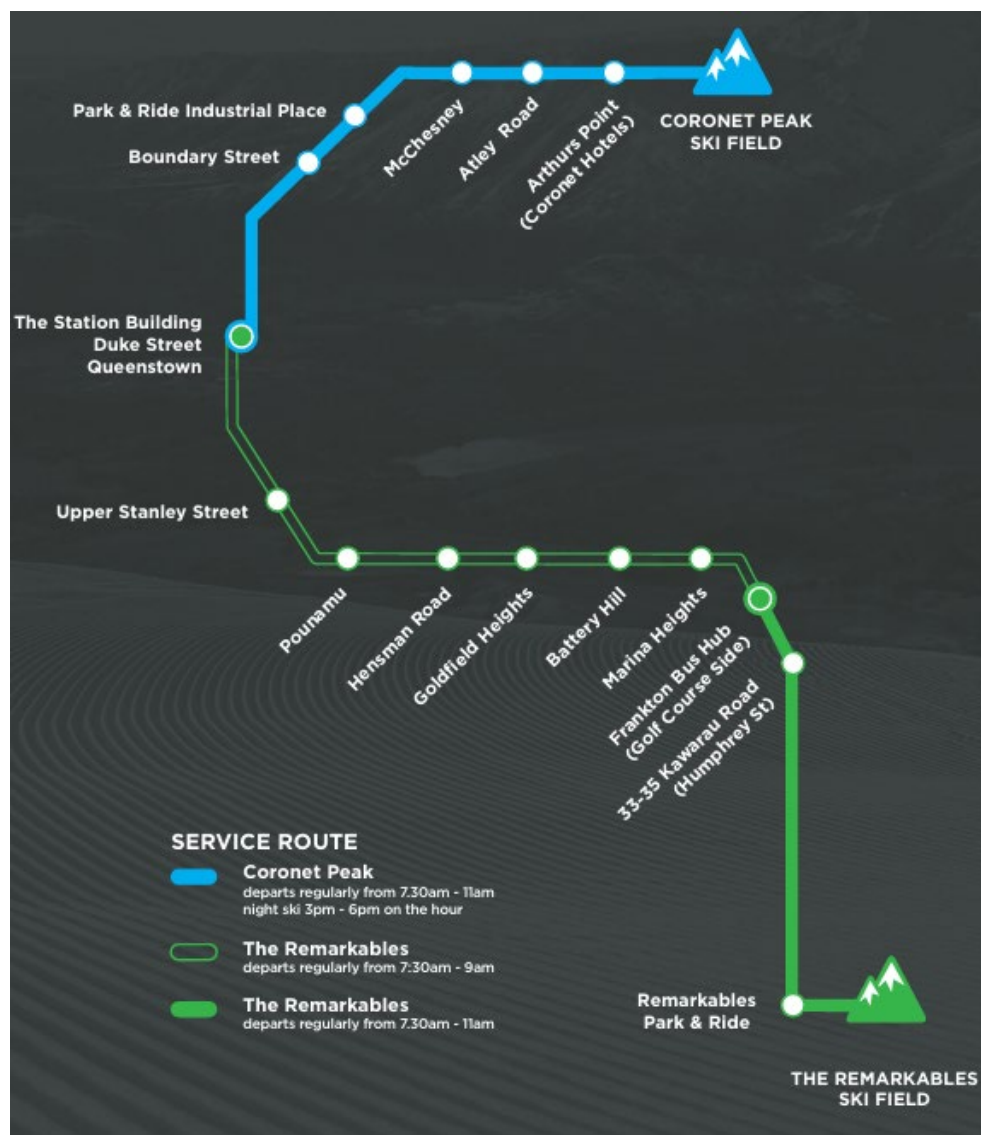 Park & Ride Industrial Place
Boundary Street
McChesney
Atley Road
Arthurs Point
(Coronet Hotels)
CORONET PEAK
SKI FIELD
The Station Building
Duke Street
Queenstown
Upper Stanley Street
Pounamu
Hensman Road
Goldfield Heights
Battery Hill
Marina Heights
Frankton Bus Hub
(Golf Course Side)
33-35 Kawarau Road
(Humphrey St)
SERVICE ROUTE
Coronet Peak
departs regularly from 7.30am - 11am
night ski 3pm - 6pm on the hour
The Remarkables
departs regularly from 7:30am - 9am
The Remarkables
departs regularly from 7.30am - 11am
Remarkables
Park & Ride
THE REMARKABLES
SKI FIELD